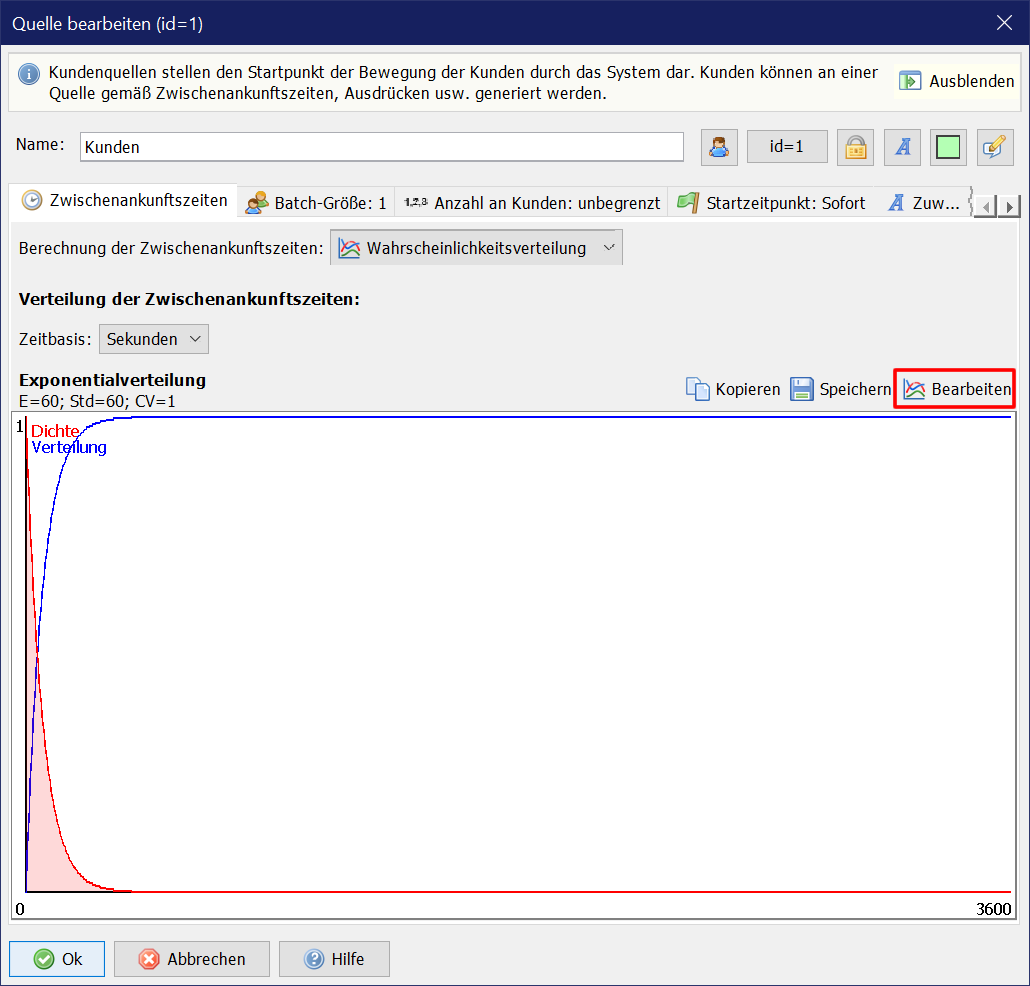 Quelle bearbeiten (id=1)
Kundenquellen stellen den Startpunkt der Bewegung der Kunden durch das System dar. Kunden können an einer
Quelle gemäß Zwischenankunftszeiten, Ausdrücken usw. generiert werden.
Ausblenden
Name: Kunden id=1 A
Zwischenankunftszeiten Batch-Größe: 1 1,2,3 Anzahl an Kunden: unbegrenzt Startzeitpunkt: Sofort A Zuw...
Berechnung der Zwischenankunftszeiten: Wahrscheinlichkeitsverteilung
Verteilung der Zwischenankunftszeiten:
Zeitbasis: Sekunden
Exponentialverteilung
E=60; Std=60; CV=1
Kopieren Speichern Bearbeiten
1 Dichte
Verteilung
0 3600
Ok Abbrechen Hilfe